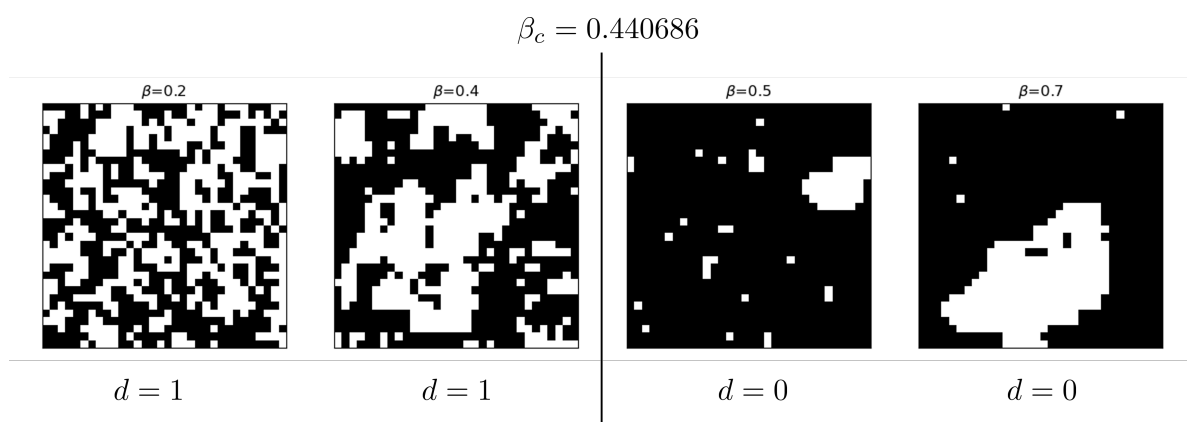 β_c = 0.440686
β=0.2 β=0.4 β=0.5 β=0.7
d = 1 d = 1 d = 0 d = 0